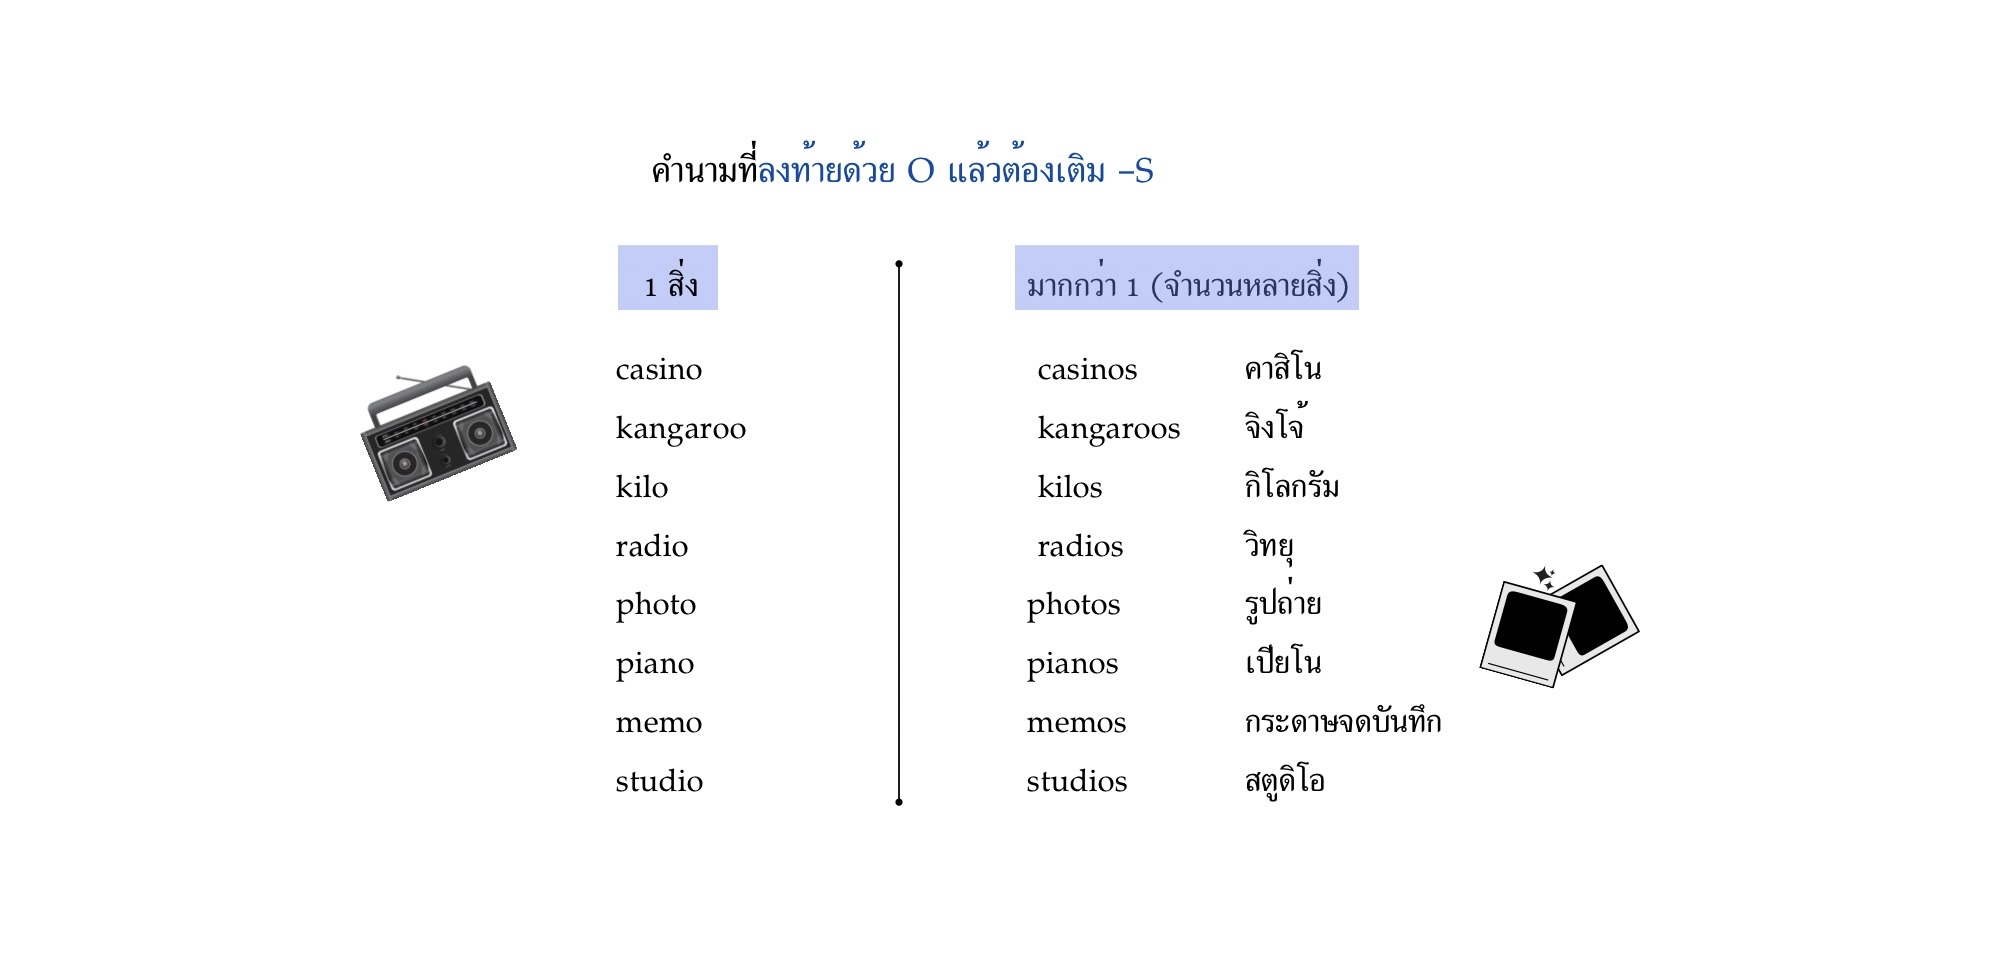 คำนามที่ลงท้ายด้วย O แล้วต้องเติม –S
1 สิ่ง มากกว่า 1 (จำนวนหลายสิ่ง)
casino casinos คาสิโน
kangaroo kangaroos จิงโจ้
kilo kilos กิโลกรัม
radio radios วิทยุ
photo photos รูปถ่าย
piano pianos เปียโน
memo memos กระดาษจดบันทึก
studio studios สตูดิโอ